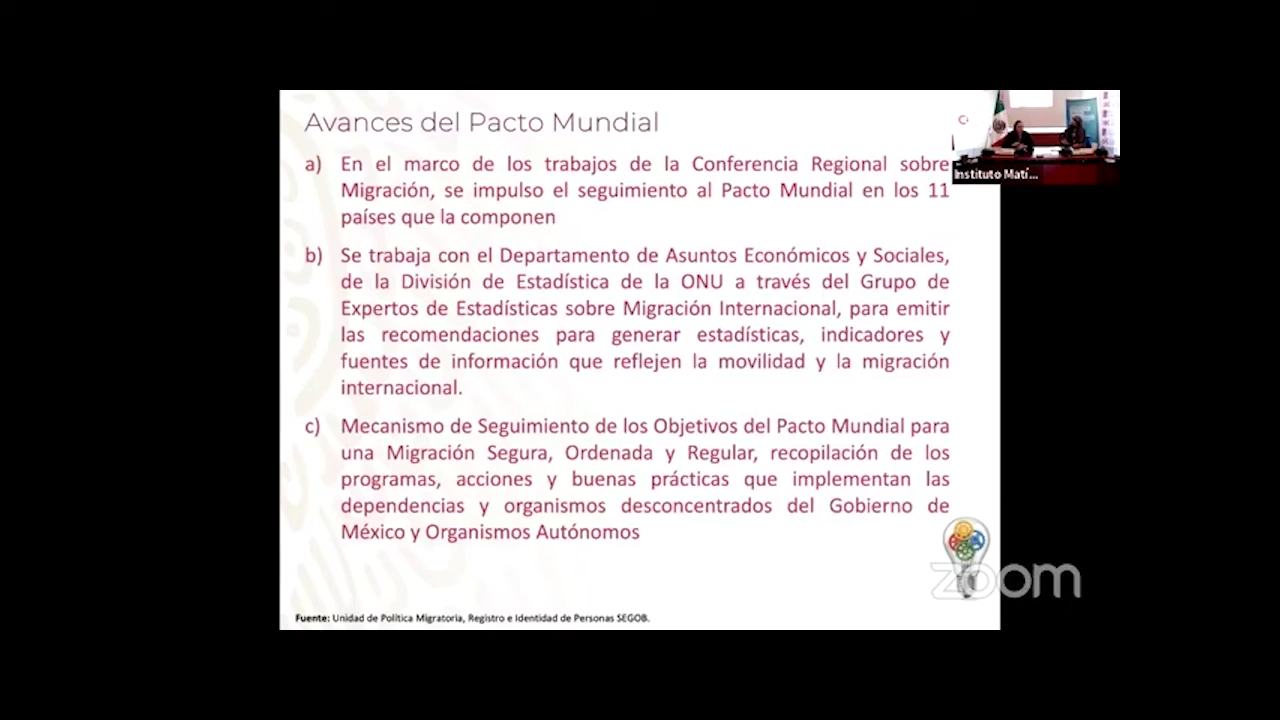 Avances del Pacto Mundial
a) En el marco de los trabajos de la Conferencia Regional sobre
Migración, se impulso el seguimiento al Pacto Mundial en los 11
países que la componen
b) Se trabaja con el Departamento de Asuntos Económicos y Sociales,
de la División de Estadística de la ONU a través del Grupo de
Expertos de Estadísticas sobre Migración Internacional, para emitir
las recomendaciones para generar estadísticas, indicadores y
fuentes de información que reflejen la movilidad y la migración
internacional.
c) Mecanismo de Seguimiento de los Objetivos del Pacto Mundial para
una Migración Segura, Ordenada y Regular, recopilación de los
programas, acciones y buenas prácticas que implementan las
dependencias y organismos desconcentrados del Gobierno de
México y Organismos Autónomos
Fuente: Unidad de Política Migratoria, Registro e Identidad de Personas SEGOB.
Instituto Matí...
zoom